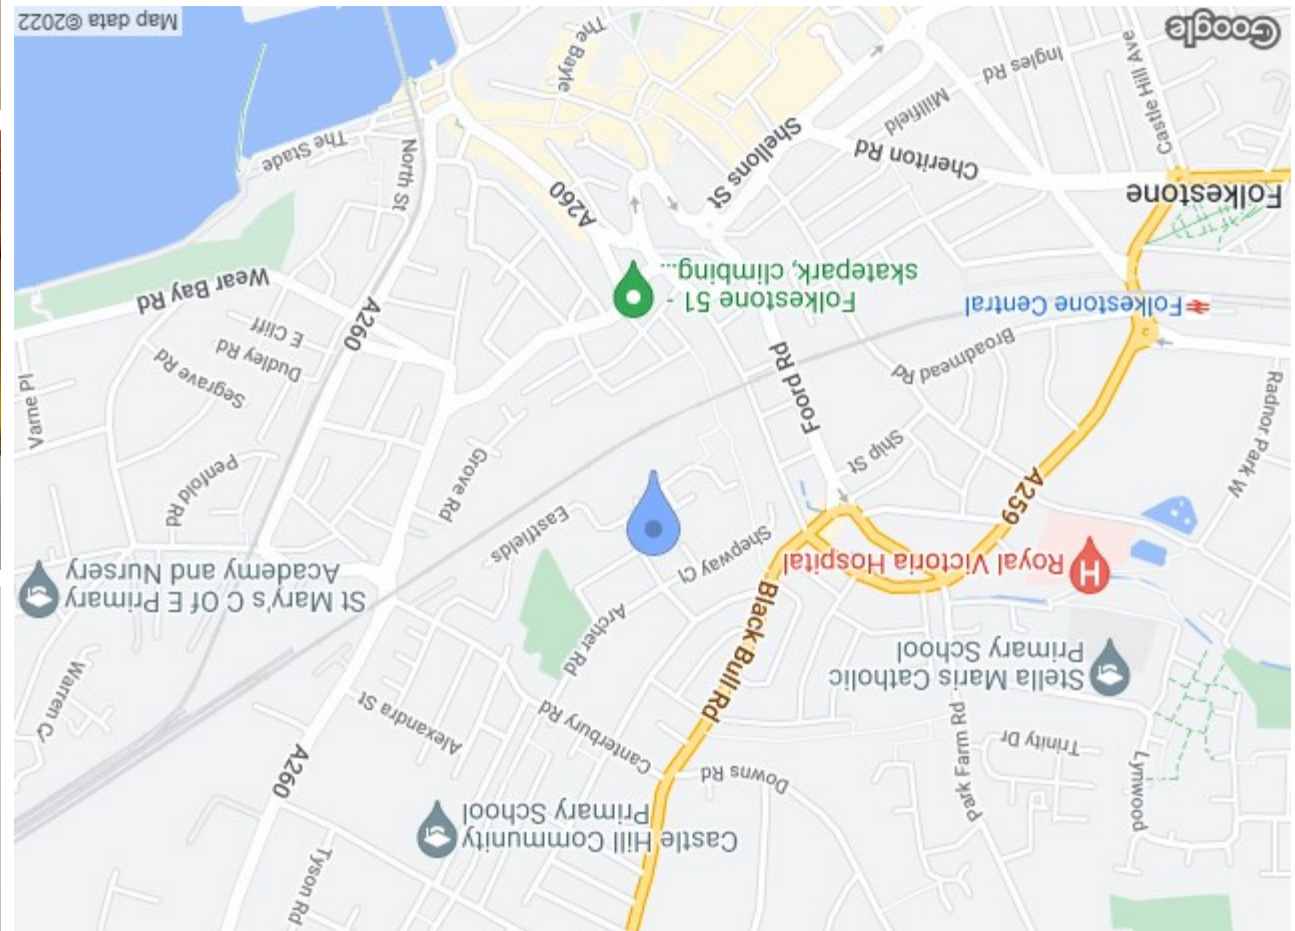 Tyson Rd
Castle Hill Community
Primary School
Lynwood
Downs Rd
A260
Park Farm Rd
Trinity Dr
Canterbury Rd
Alexandra St
Warren Cl
Stella Maris Catholic
Primary School
Black Bull Rd
Archer Rd
St Mary's C Of E Primary
Academy and Nursery
Royal Victoria Hospital
H
Shepway Cl
Eastfields
A259
Radnor Park W
Ship St
Grove Rd
Penfold Rd
Foord Rd
Broadmead Rd
Varne Pl
Segrave Rd
Dudley Rd
E Cliff
A260
Folkestone Central
Folkestone 51 -
skatepark, climbing...
Wear Bay Rd
Folkestone
A260
North St
Cheriton Rd
Shellons St
The Stade
Castle Hill Ave
Millfield
Ingles Rd
The Bayle
Google
Map data ©2022